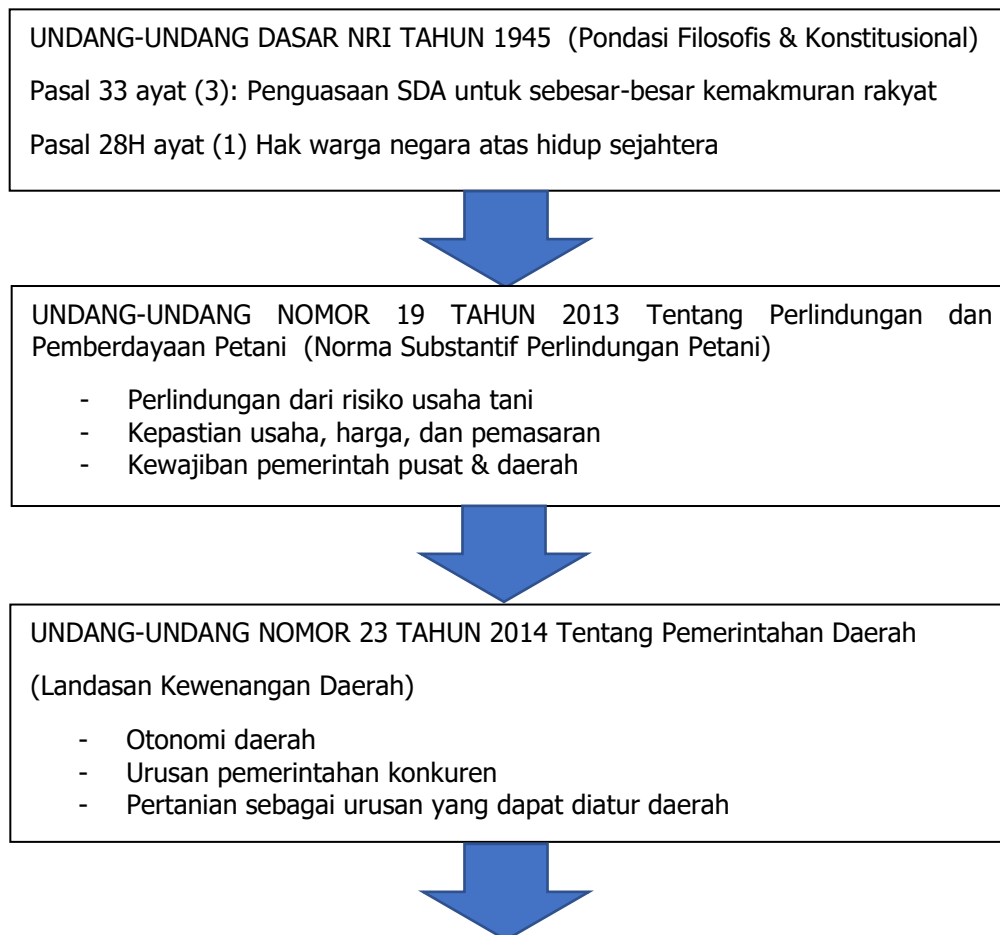 UNDANG-UNDANG DASAR NRI TAHUN 1945 (Pondasi Filosofis & Konstitusional)
Pasal 33 ayat (3): Penguasaan SDA untuk sebesar-besar kemakmuran rakyat
Pasal 28H ayat (1) Hak warga negara atas hidup sejahtera
UNDANG-UNDANG NOMOR 19 TAHUN 2013 Tentang Perlindungan dan
Pemberdayaan Petani (Norma Substantif Perlindungan Petani)
- Perlindungan dari risiko usaha tani
- Kepastian usaha, harga, dan pemasaran
- Kewajiban pemerintah pusat & daerah
UNDANG-UNDANG NOMOR 23 TAHUN 2014 Tentang Pemerintahan Daerah
(Landasan Kewenangan Daerah)
- Otonomi daerah
- Urusan pemerintahan konkuren
- Pertanian sebagai urusan yang dapat diatur daerah